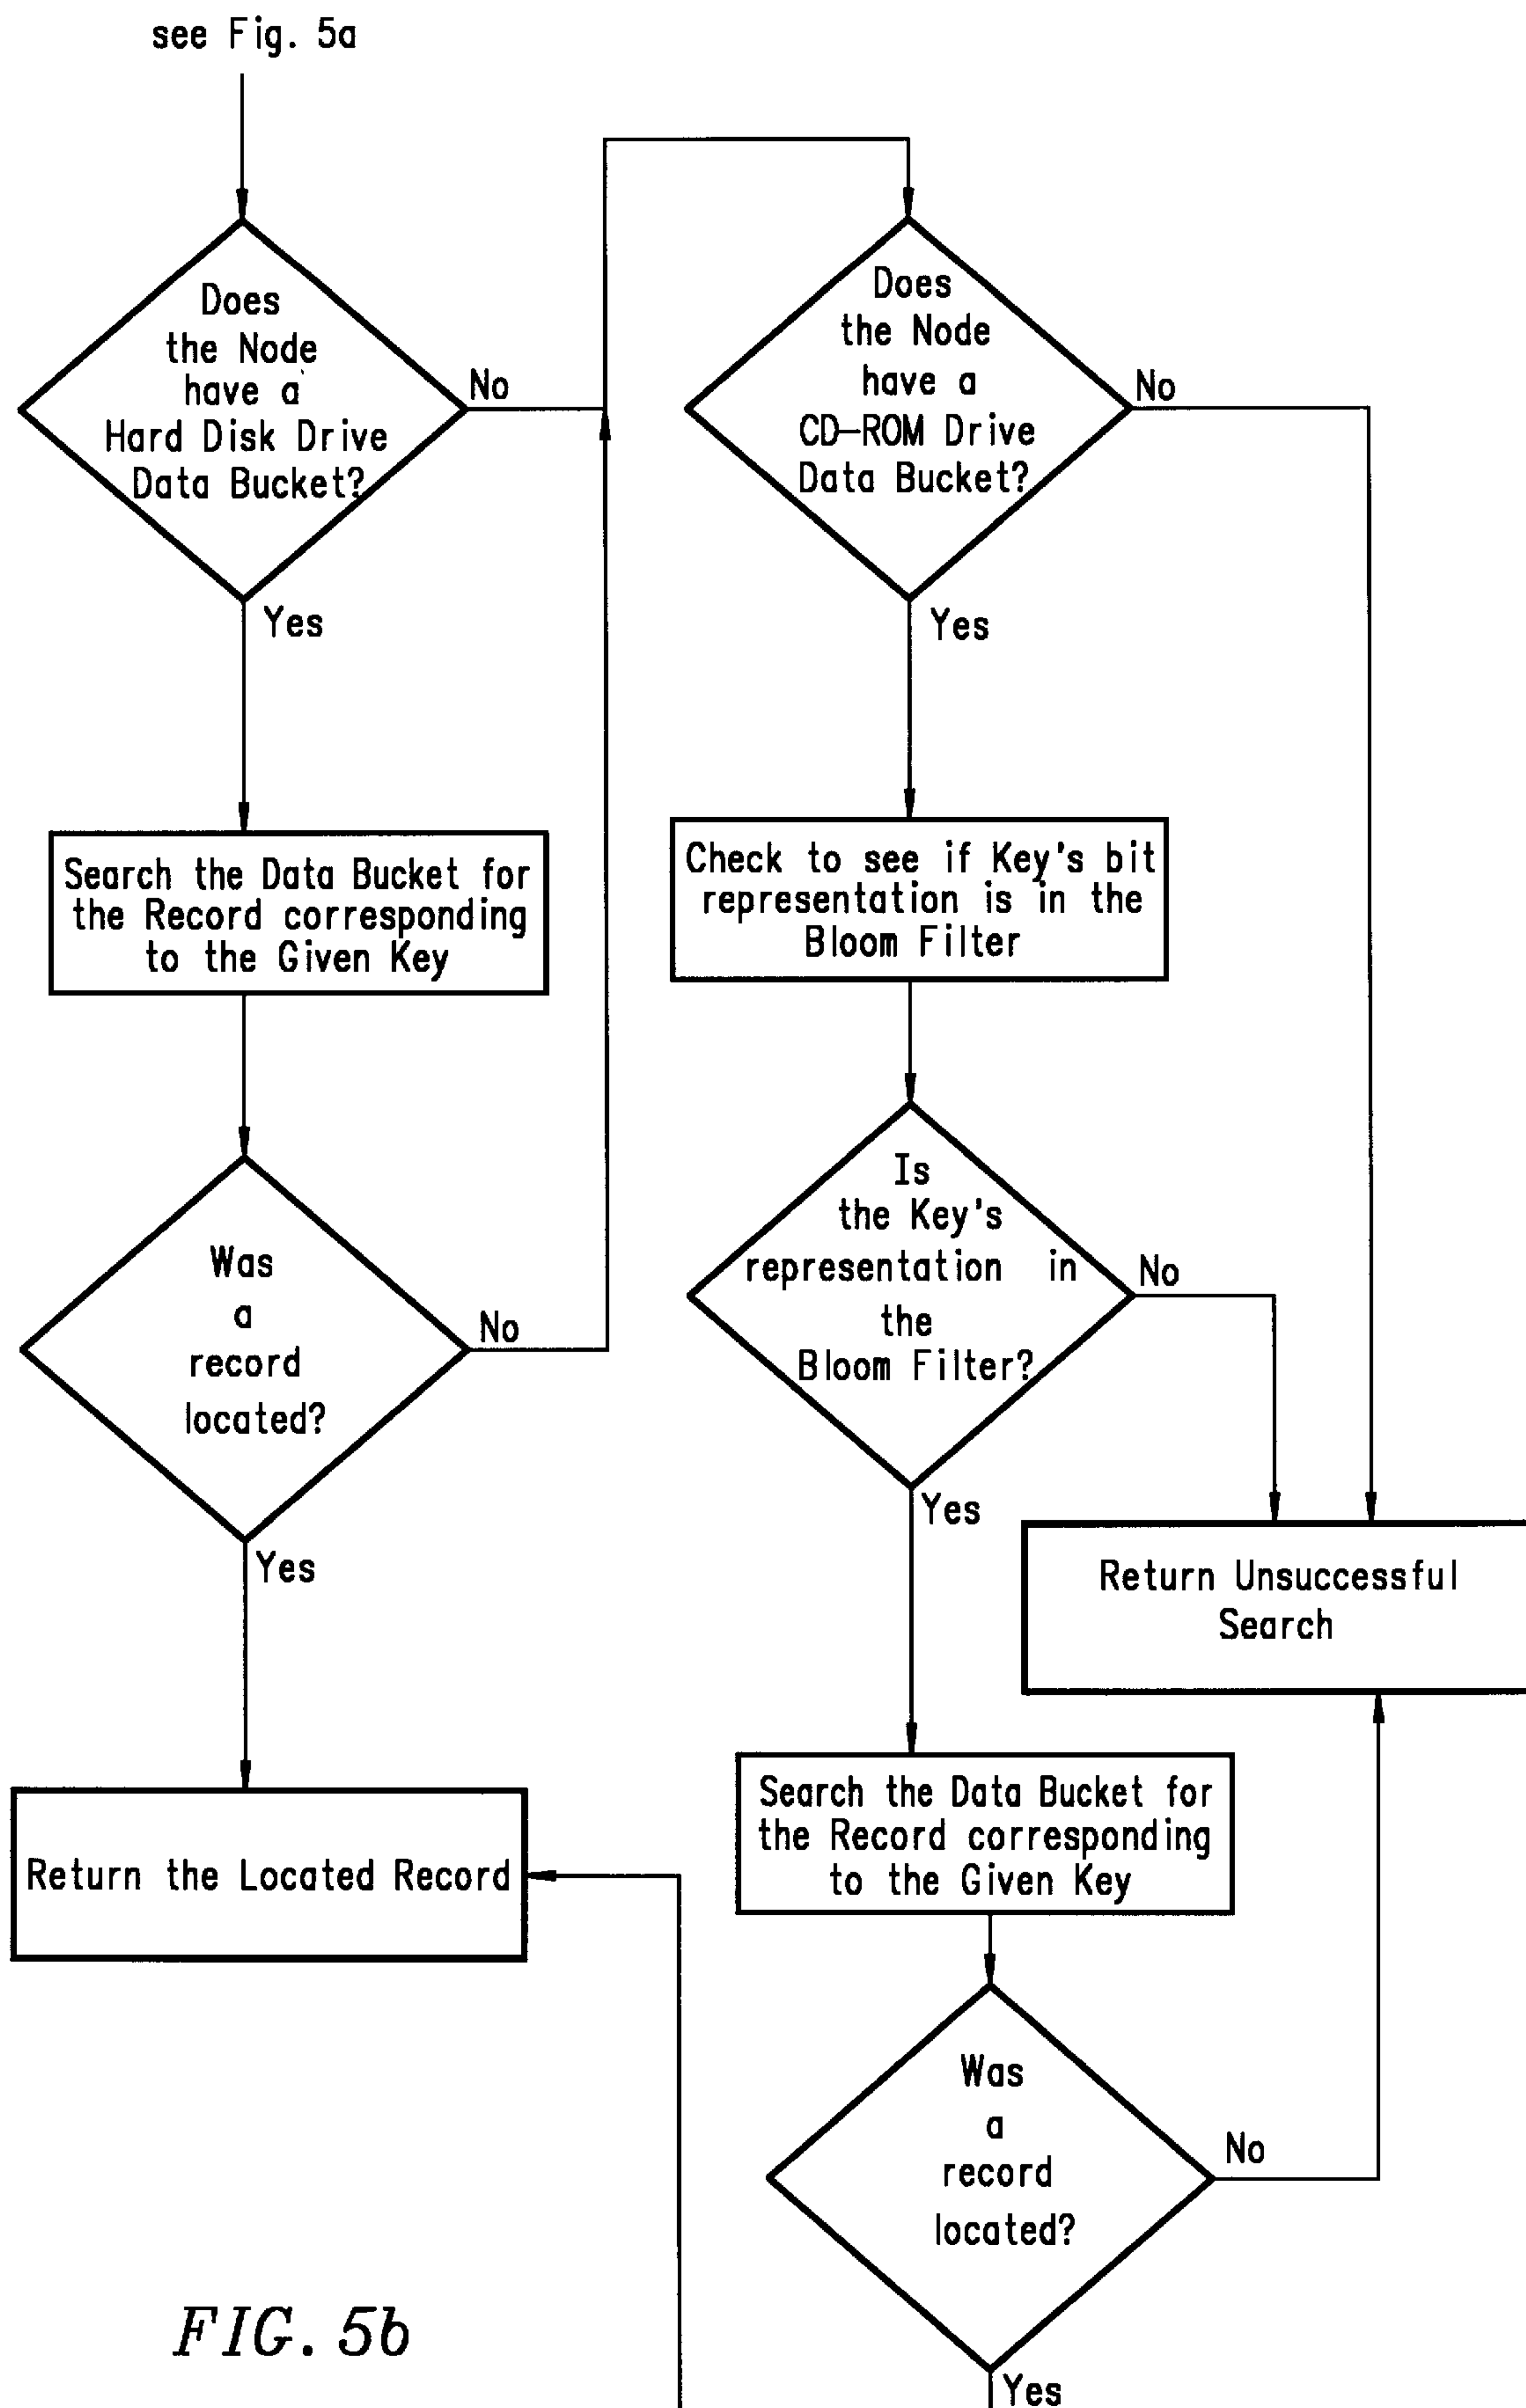 see Fig. 5a
Does
the Node
have a
Hard Disk Drive
Data Bucket?
No
Yes
Search the Data Bucket for
the Record corresponding
to the Given Key
Was
a
record
located?
No
Yes
Return the Located Record
Does
the Node
have a
CD-ROM Drive
Data Bucket?
No
Yes
Check to see if Key's bit
representation is in the
Bloom Filter
Is
the Key's
representation in
the
Bloom Filter?
No
Yes
Return Unsuccessful
Search
Search the Data Bucket for
the Record corresponding
to the Given Key
Was
a
record
located?
No
Yes
FIG. 5b